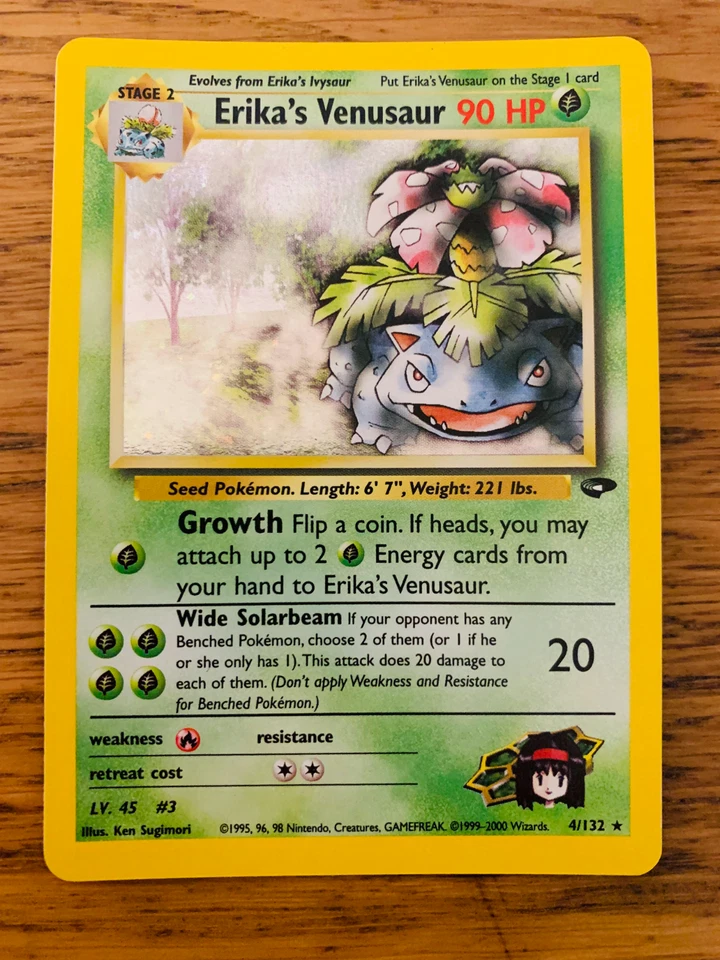 Evolves from Erika's Ivysaur Put Erika's Venusaur on the Stage 1 card
STAGE 2
Erika's Venusaur 90 HP
Seed Pokémon. Length: 6' 7", Weight: 221 lbs.
Growth Flip a coin. If heads, you may
attach up to 2 Energy cards from
your hand to Erika's Venusaur.
Wide Solarbeam If your opponent has any
Benched Pokémon, choose 2 of them (or 1 if he
or she only has 1). This attack does 20 damage to
each of them. (Don't apply Weakness and Resistance
for Benched Pokémon.)
20
weakness resistance
retreat cost
LV. 45 #3
Illus. Ken Sugimori ©1995, 96, 98 Nintendo, Creatures, GAMEFREAK. ©1999-2000 Wizards. 4/132 ★